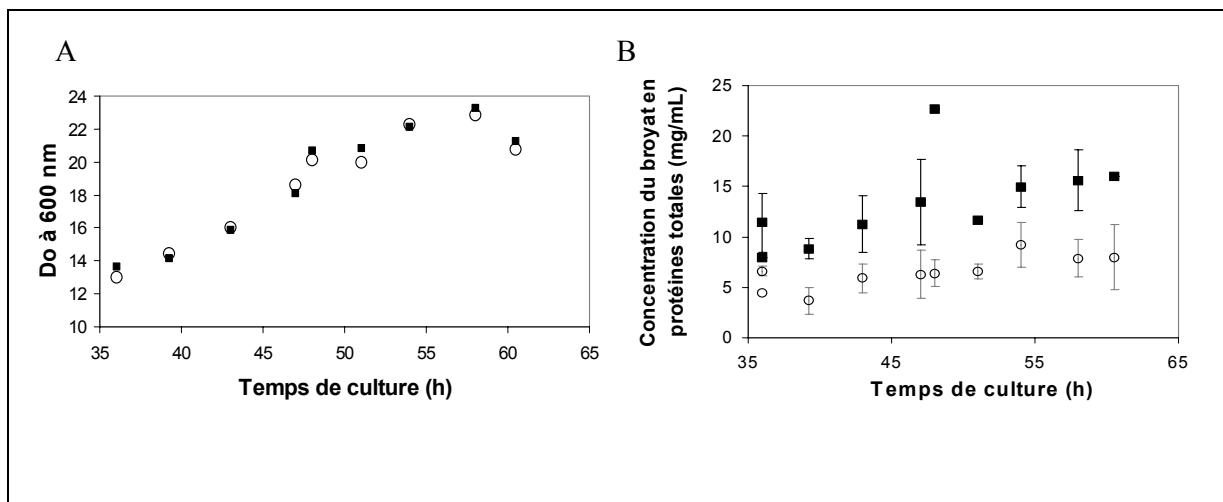 A
Do à 600 nm
24
22
20
18
16
14
12
10
35 40 45 50 55 60 65
Temps de culture (h)
B
Concentration du broyat en
protéines totales (mg/mL)
25
20
15
10
5
0
35 45 55 65
Temps de culture (h)